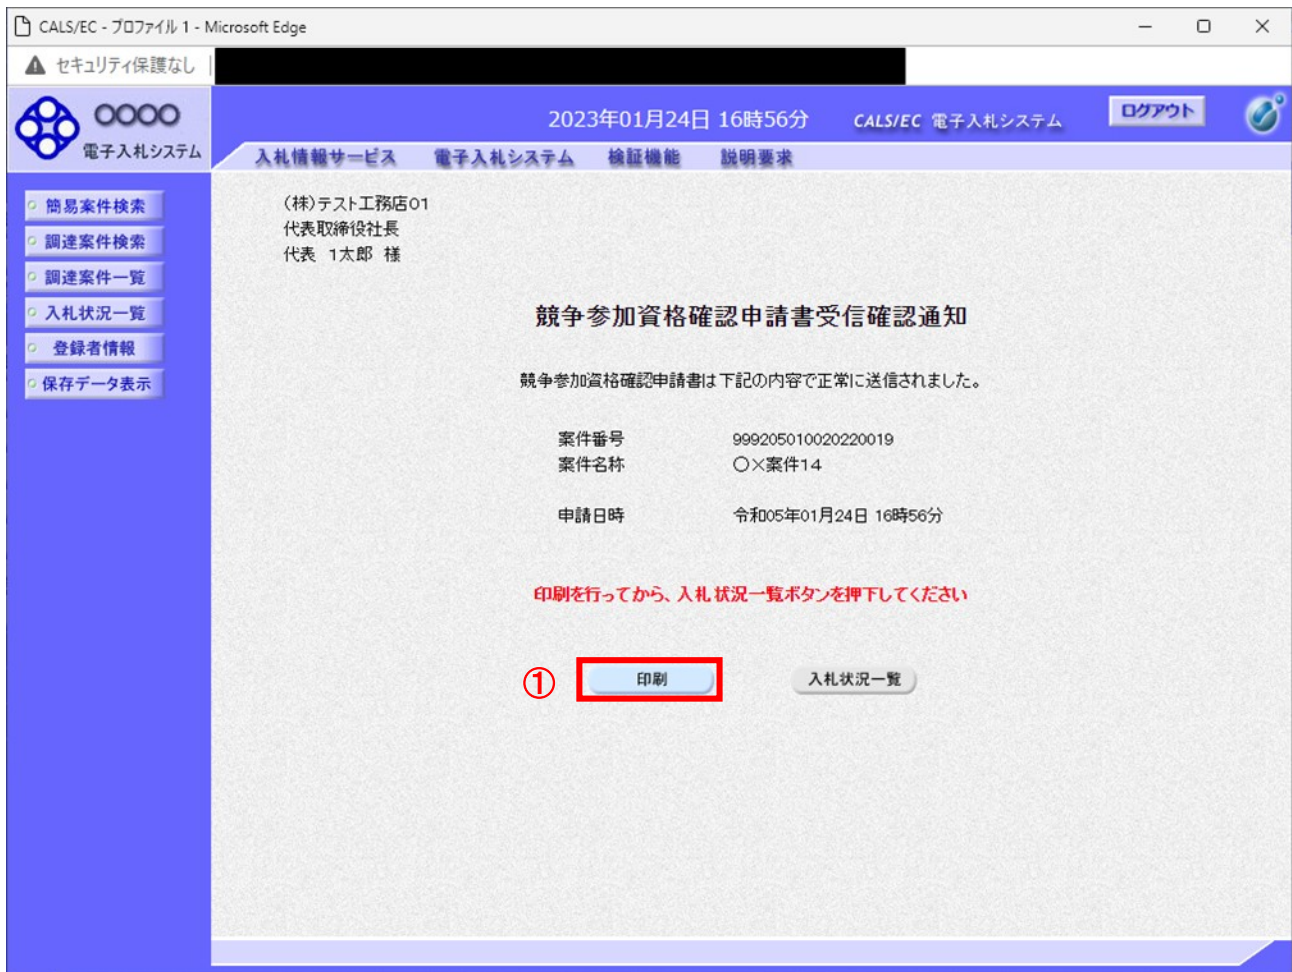 CALS/EC - プロファイル 1 - Microsoft Edge
セキュリティ保護なし
○○○○
電子入札システム
2023年01月24日 16時56分
CALS/EC 電子入札システム
ログアウト
入札情報サービス 電子入札システム 検証機能 説明要求
簡易案件検索
調達案件検索
調達案件一覧
入札状況一覧
登録者情報
保存データ表示
(株)テスト工務店01
代表取締役社長
代表 1太郎 様
競争参加資格確認申請書受信確認通知
競争参加資格確認申請書は下記の内容で正常に送信されました。
案件番号 999205010020220019
案件名称 ○×案件14
申請日時 令和05年01月24日 16時56分
印刷を行ってから、入札状況一覧ボタンを押下してください
① 印刷 入札状況一覧